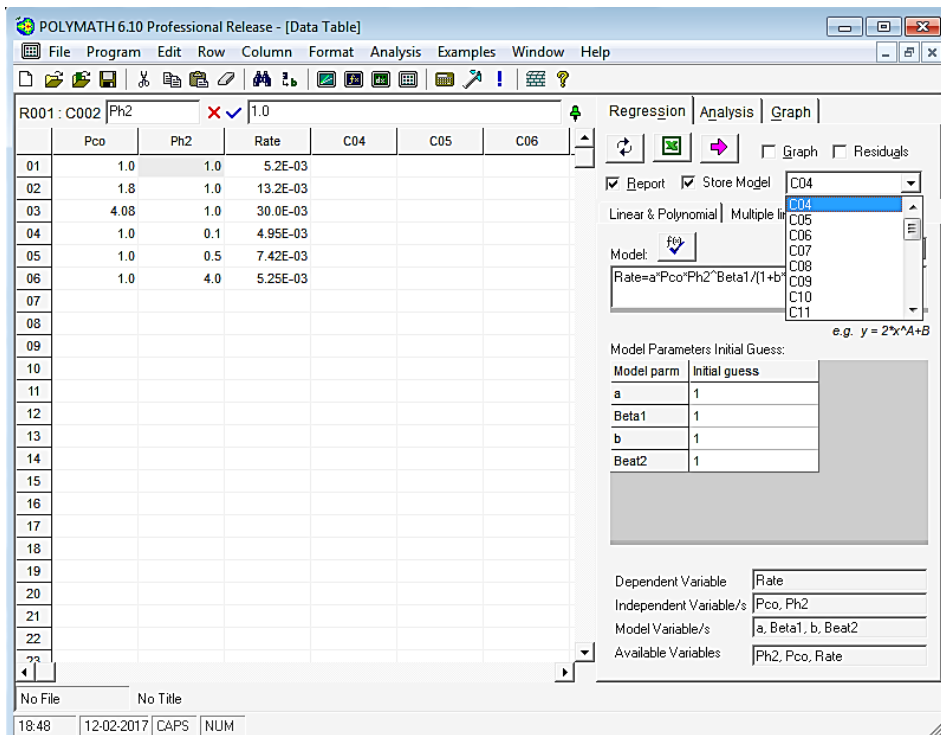 POLYMATH 6.10 Professional Release - [Data Table]
File Program Edit Row Column Format Analysis Examples Window Help
R001 : C002 Ph2 1.0
Pco Ph2 Rate C04 C05 C06
01 1.0 1.0 5.2E-03
02 1.8 1.0 13.2E-03
03 4.08 1.0 30.0E-03
04 1.0 0.1 4.95E-03
05 1.0 0.5 7.42E-03
06 1.0 4.0 5.25E-03
07
08
09
10
11
12
13
14
15
16
17
18
19
20
21
22
23
Regression Analysis Graph
Graph Residuals
Report Store Model C04
C04
C05
C06
C07
C08
C09
C10
C11
Linear & Polynomial Multiple
Model:
Rate=a*Pco*Ph2^Beta1/(1+b*
e.g. y = 2*x^A+B
Model Parameters Initial Guess:
Model parm Initial guess
a 1
Beta1 1
b 1
Beat2 1
Dependent Variable Rate
Independent Variable/s Pco, Ph2
Model Variable/s a, Beta1, b, Beat2
Available Variables Ph2, Pco, Rate
No File No Title
18:48 12-02-2017 CAPS NUM